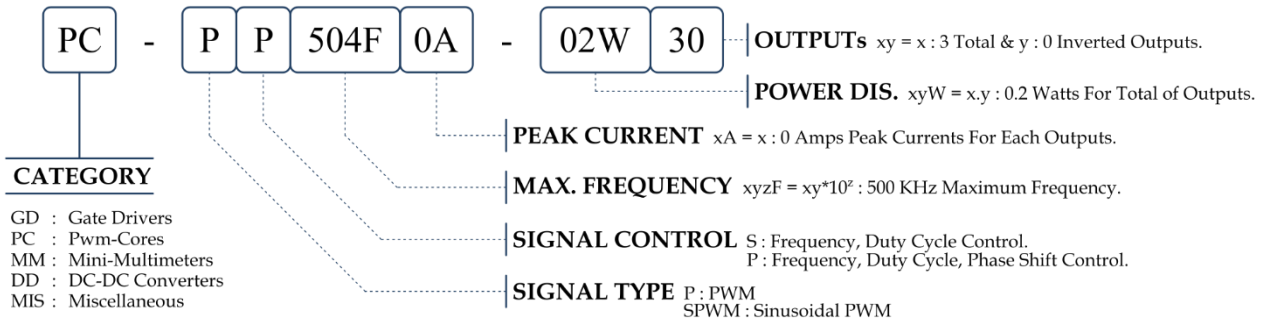 PC - P P 504F 0A - 02W 30
OUTPUTs xy = x : 3 Total & y : 0 Inverted Outputs.
POWER DIS. xyW = x.y : 0.2 Watts For Total of Outputs.
PEAK CURRENT xA = x : 0 Amps Peak Currents For Each Outputs.
MAX. FREQUENCY xyzF = xy*10ᶻ : 500 KHz Maximum Frequency.
SIGNAL CONTROL S : Frequency, Duty Cycle Control.
P : Frequency, Duty Cycle, Phase Shift Control.
SIGNAL TYPE P : PWM
SPWM : Sinusoidal PWM
CATEGORY
GD : Gate Drivers
PC : Pwm-Cores
MM : Mini-Multimeters
DD : DC-DC Converters
MIS : Miscellaneous